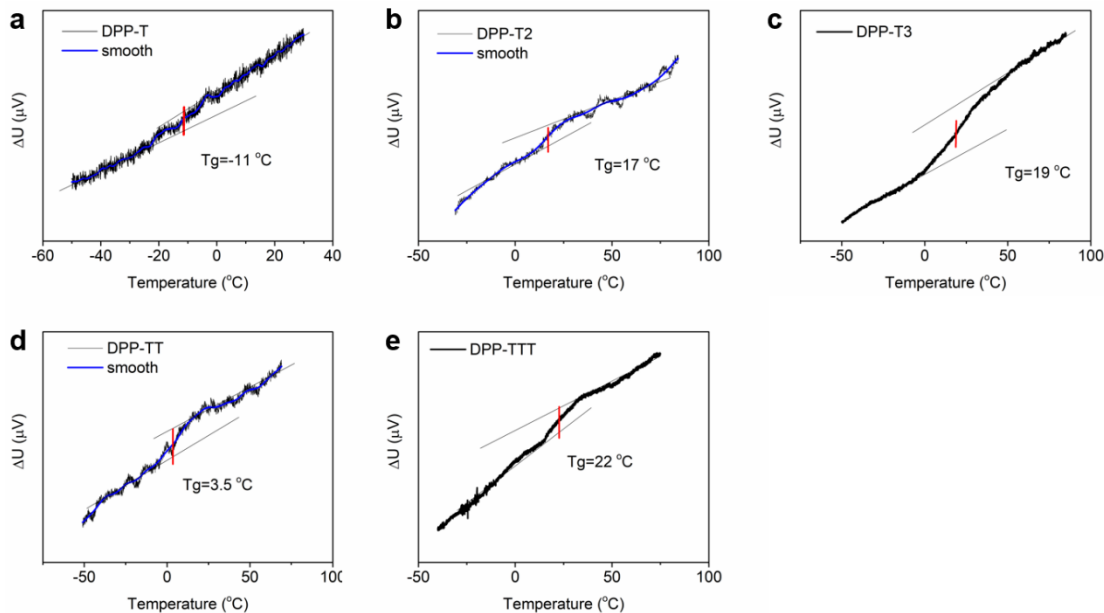 a
DPP-T
smooth
ΔU (μV)
Tg=-11 °C
-60 -40 -20 0 20 40
Temperature (°C)
b
DPP-T2
smooth
ΔU (μV)
Tg=17 °C
-50 0 50 100
Temperature (°C)
c
DPP-T3
ΔU (μV)
Tg=19 °C
-50 0 50 100
Temperature (°C)
d
DPP-TT
smooth
ΔU (μV)
Tg=3.5 °C
-50 0 50 100
Temperature (°C)
e
DPP-TTT
ΔU (μV)
Tg=22 °C
-50 0 50 100
Temperature (°C)